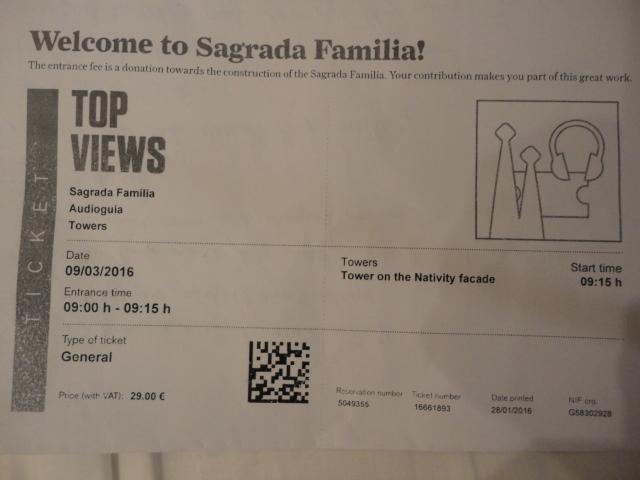 Welcome to Sagrada Familia!
The entrance fee is a donation towards the construction of the Sagrada Família. Your contribution makes you part of this great work.
TICKET
TOP
VIEWS
Sagrada Família
Audioguia
Towers
Date
09/03/2016
Entrance time
09:00 h - 09:15 h
Towers
Tower on the Nativity facade
Start time
09:15 h
Type of ticket
General
Price (with VAT): 29.00 €
Reservation number
5049355
Ticket number
16661893
Date printed
28/01/2016
NIF org.
G58302928